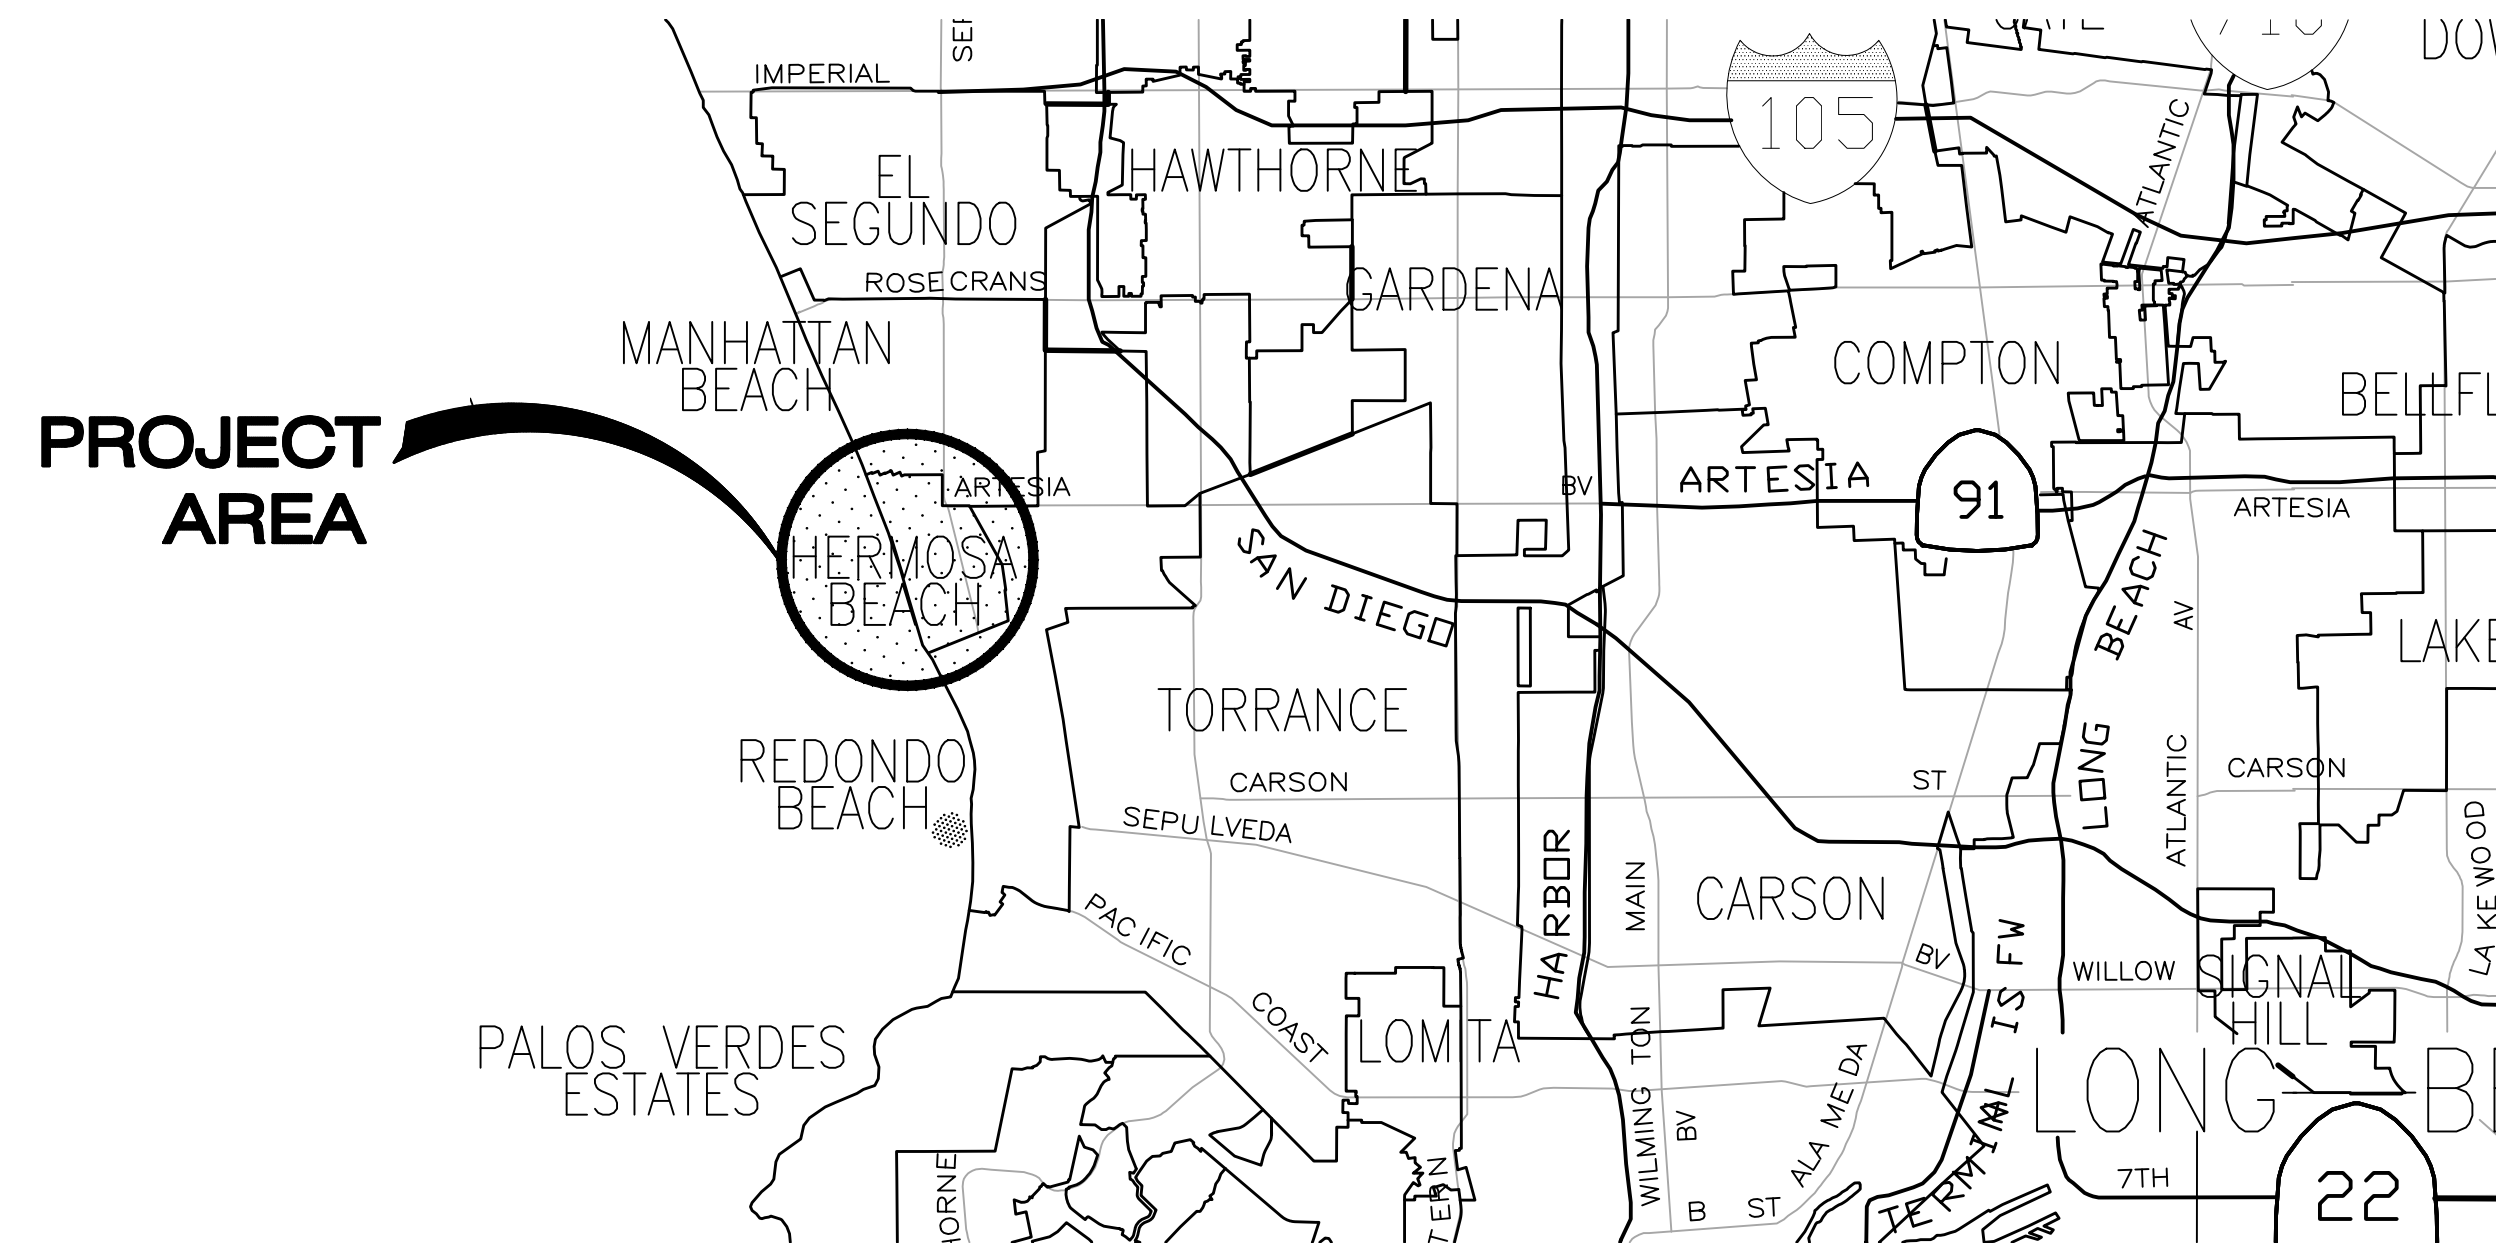 IMPERIAL
105
ATLANTIC
EL
SEGUNDO
HAWTHORNE
ROSECRANS
GARDENA
MANHATTAN
BEACH
COMPTON
PROJECT
AREA
ARTESIA
BV
ARTESIA
91
ARTESIA
HERMOSA
BEACH
SAN DIEGO
LONG BEACH
AV
TORRANCE
REDONDO
BEACH
CARSON
ST
CARSON
ATLANTIC
SEPULVEDA
LAKEWOOD
HARBOR
MAIN
CARSON
PACIFIC
COAST
BV
WILLOW
SIGNAL
HILL
PALOS VERDES
ESTATES
LOMITA
WILMINGTON
BV
ALAMEDA
TERMINAL IS FW
LONG
7TH
22
B ST